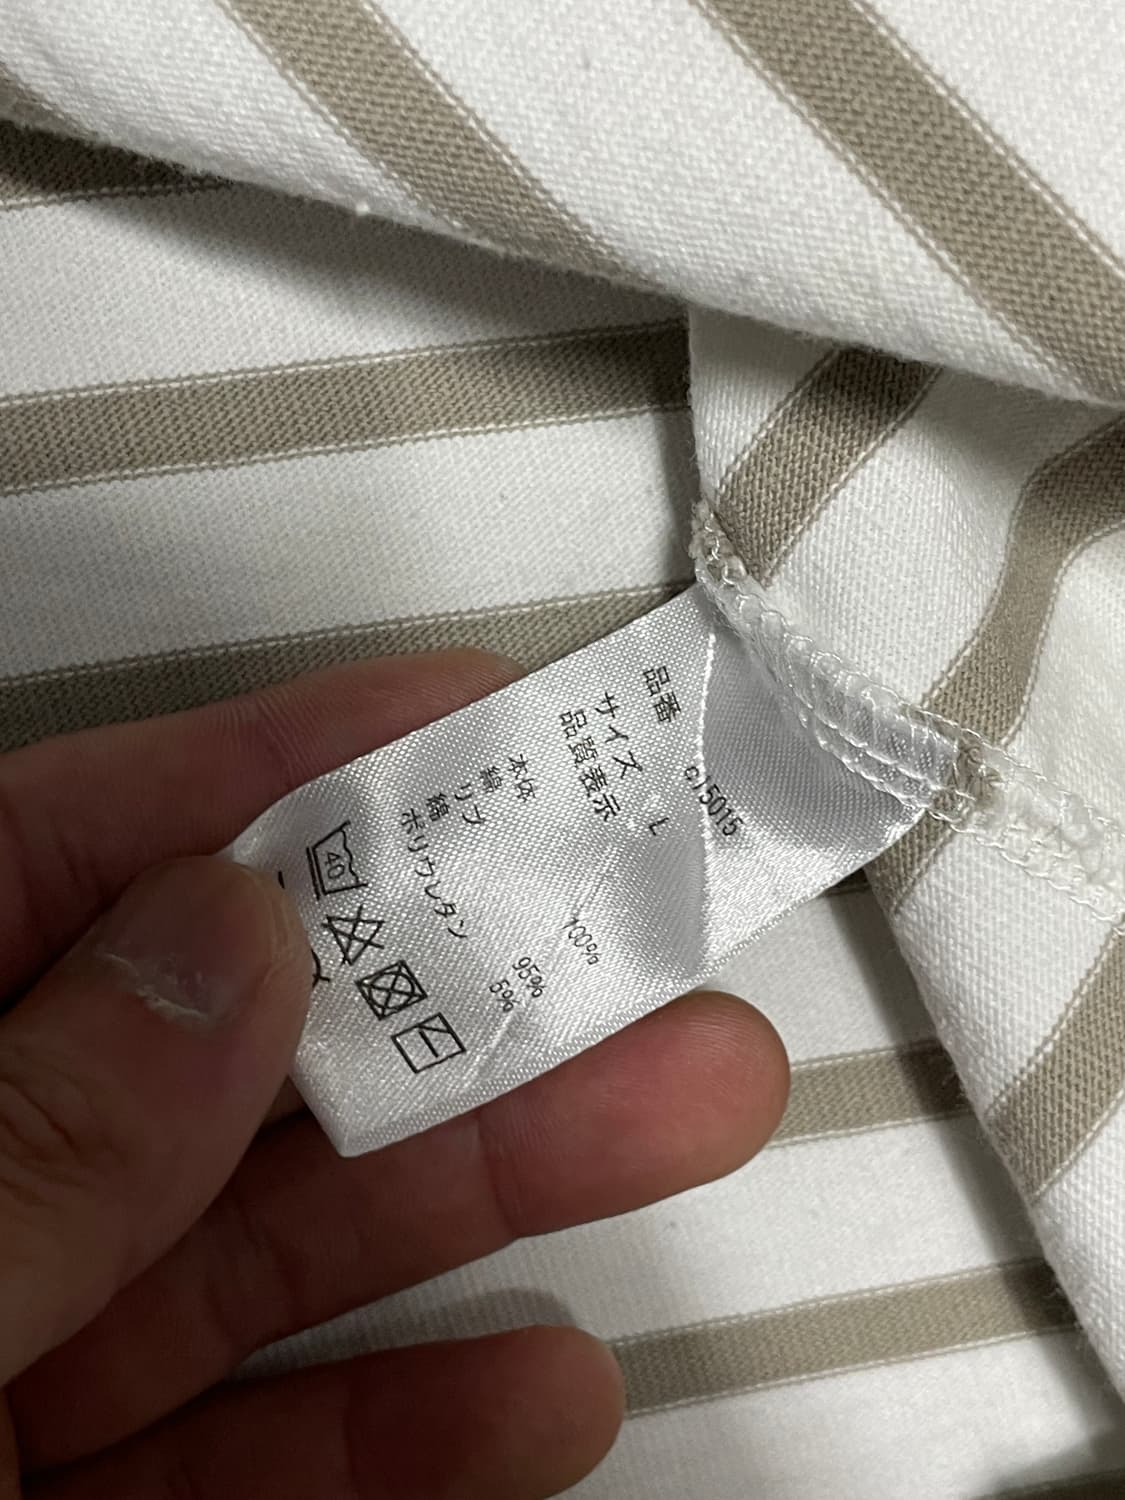 品番 c15015
サイズ L
品質表示
本体
綿 100%
リブ
綿 95%
ポリウレタン 5%
40